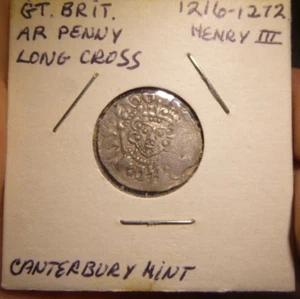 GT. BRIT.
AR PENNY
LONG CROSS
1216-1272
HENRY III
CANTERBURY MINT